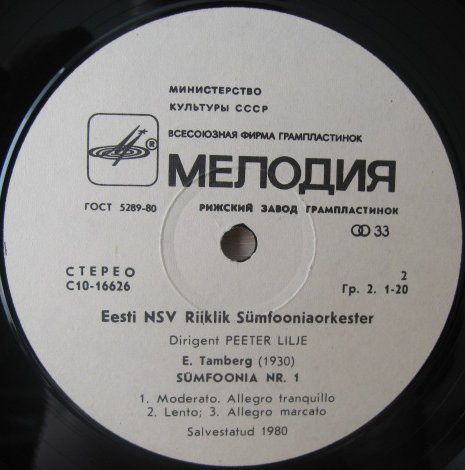 МИНИСТЕРСТВО
КУЛЬТУРЫ СССР
ВСЕСОЮЗНАЯ ФИРМА ГРАМПЛАСТИНОК
®
МЕЛОДИЯ
ГОСТ 5289-80
РИЖСКИЙ ЗАВОД ГРАМПЛАСТИНОК
33
СТЕРЕО
С10-16626
2
Гр. 2. 1-20
Eesti NSV Riiklik Sümfooniaorkester
Dirigent PEETER LILJE
E. Tamberg (1930)
SÜMFOONIA NR. 1
1. Moderato. Allegro tranquillo
2. Lento; 3. Allegro marcato
Salvestatud 1980